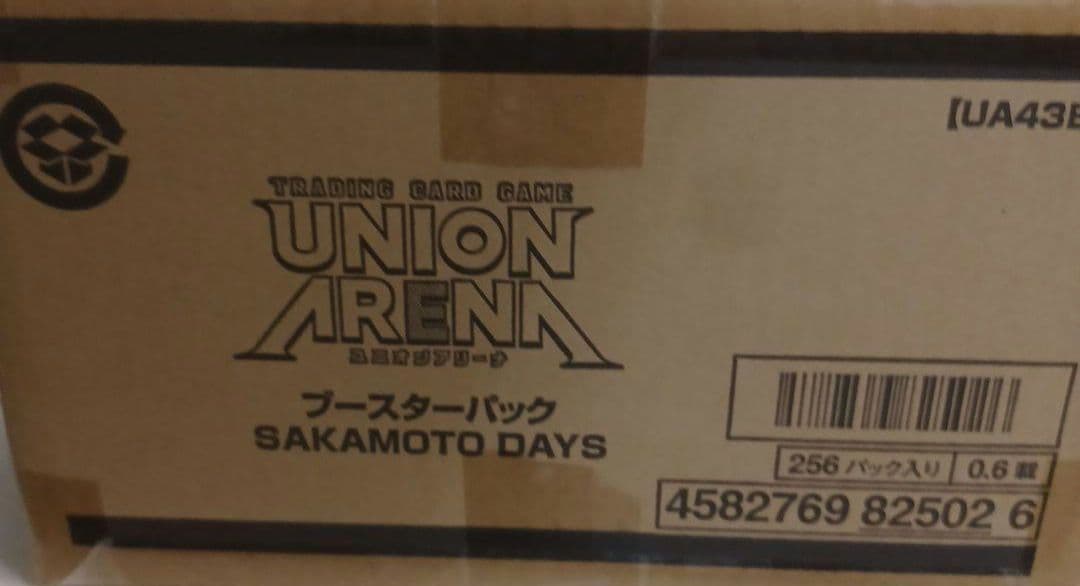 【UA43B
TRADING CARD GAME
UNION
ARENA
ユニオンアリーナ
ブースターパック
SAKAMOTO DAYS
256 パック入り
0.6 才
4582769 82502 6